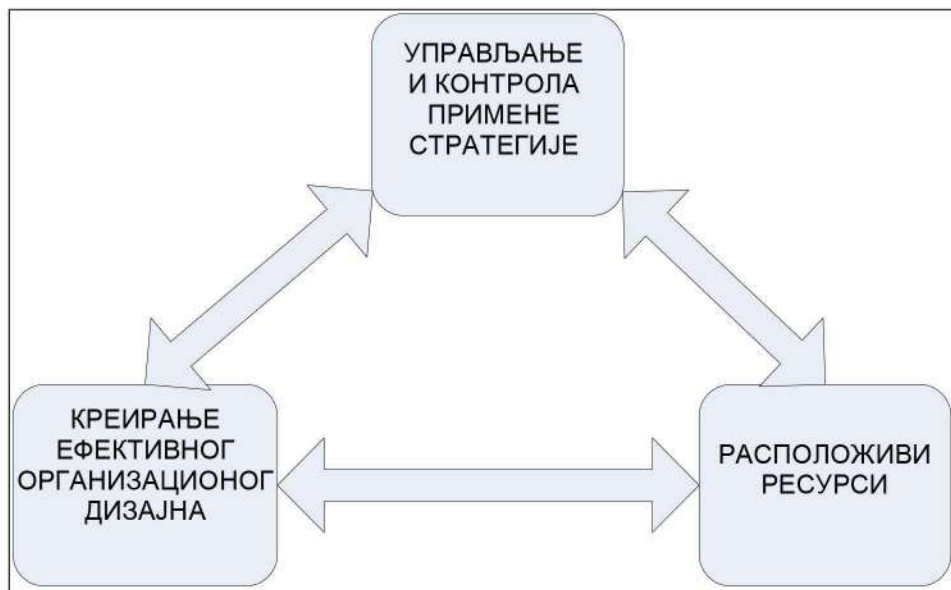 УПРАВЉАЊЕ
И КОНТРОЛА
ПРИМЕНЕ
СТРАТЕГИЈЕ
КРЕИРАЊЕ
ЕФЕКТИВНОГ
ОРГАНИЗАЦИОНОГ
ДИЗАЈНА
РАСПОЛОЖИВИ
РЕСУРСИ